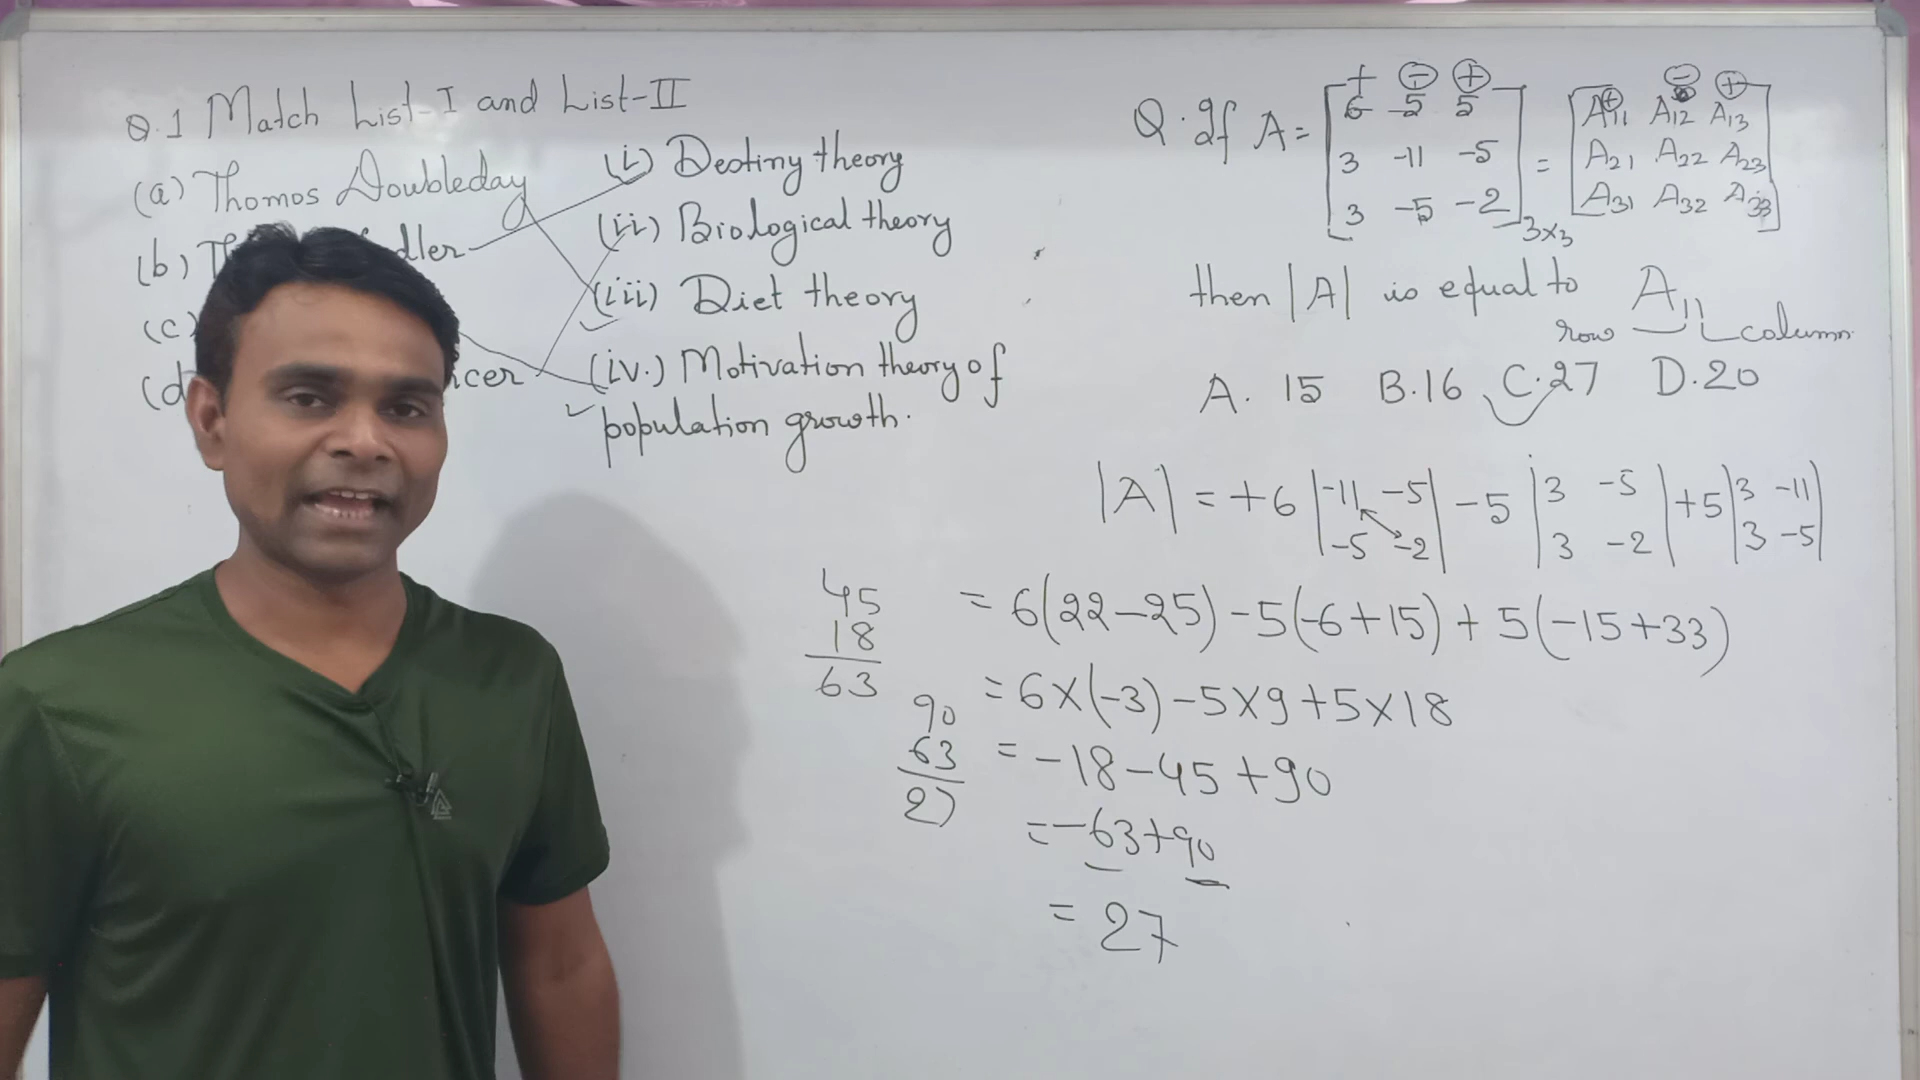 Q.1 Match List-I and List-II
(a) Thomos Doubleday
(b) T dler
(c)
(d) ncer
(i) Destiny theory
(ii) Biological theory
(iii) Diet theory
(iv.) Motivation theory of
population growth.
+ - +
Q. If A = [6 -5 5
3 -11 -5
3 -5 -2]3×3
+ - +
= [A11 A12 A13
A21 A22 A23
A31 A32 A33]
then |A| is equal to A11
row column
A. 15 B.16 C.27 D.20
|A| = +6 |-11 -5| -5 |3 -5| +5 |3 -11|
|-5 -2| |3 -2| |3 -5|
= 6(22-25) -5(-6+15) + 5(-15+33)
= 6×(-3) -5×9 +5×18
= -18 -45 +90
= -63+90
= 27
45
18
63
90
63
27